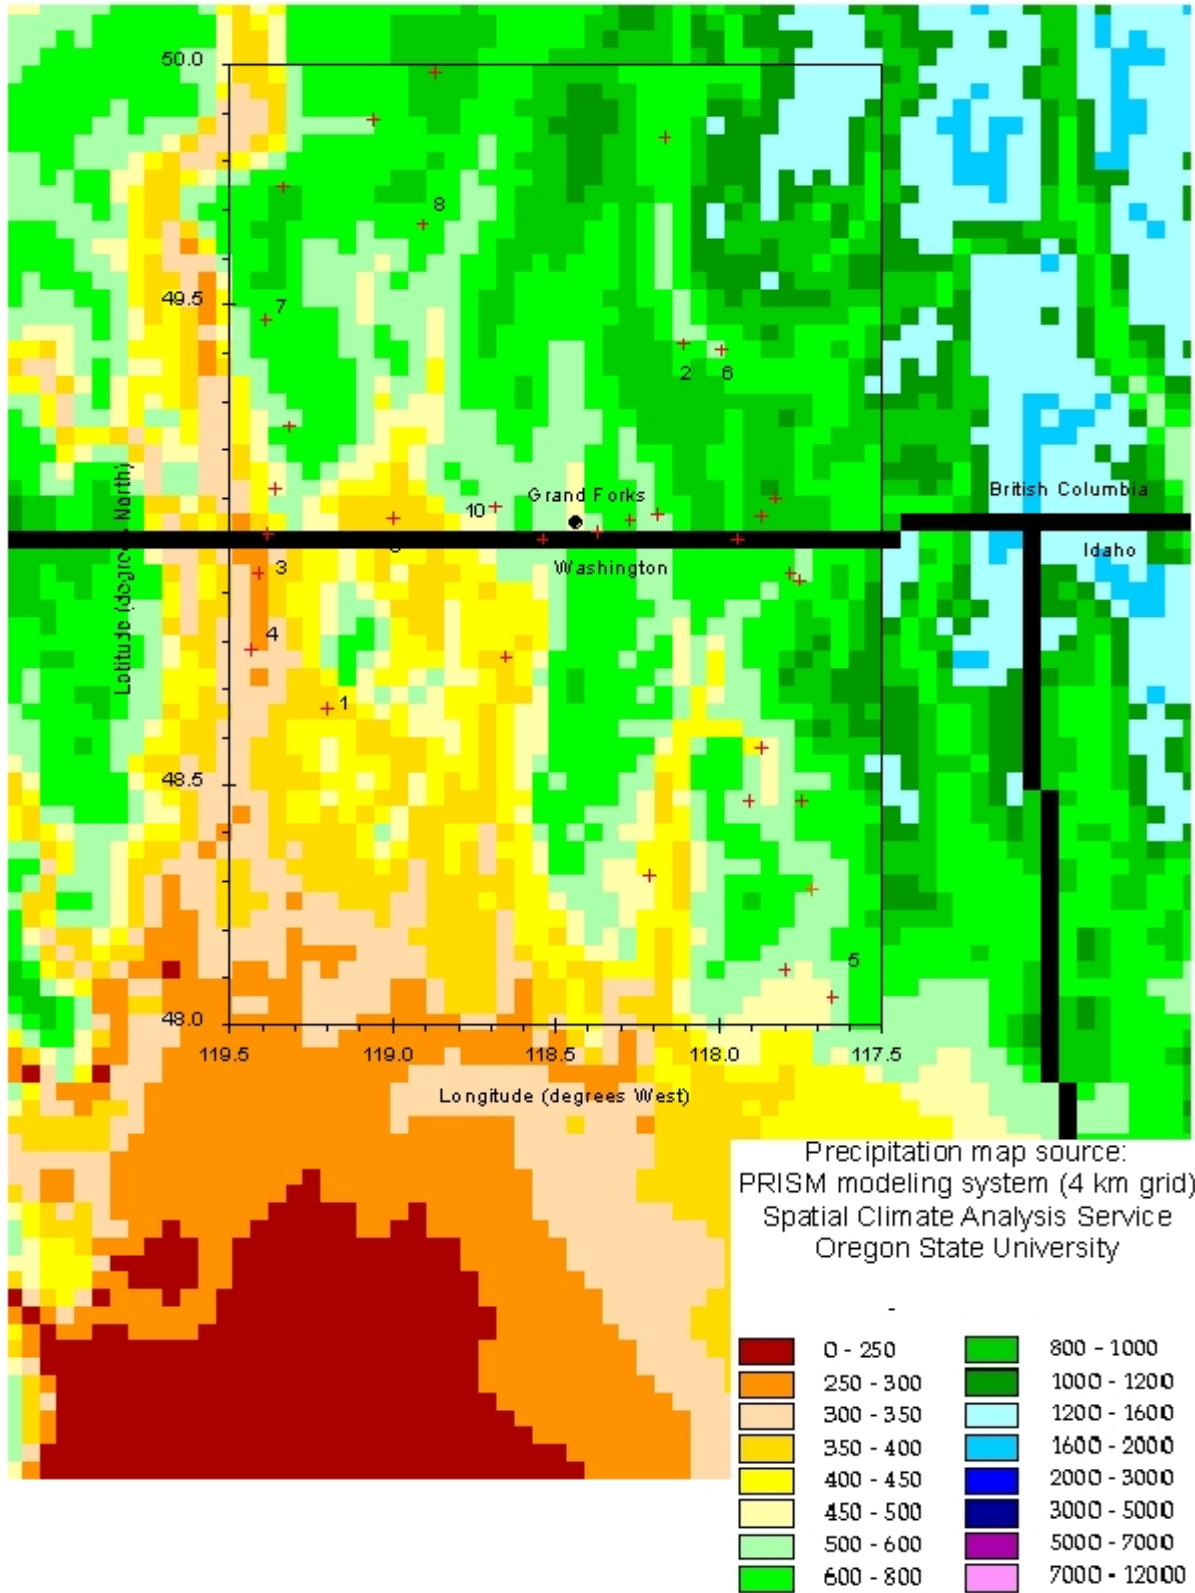 50.0
8
49.5
7
2 6
Grand Forks
10
British Columbia
Latitude (degrees North)
Washington
Idaho
3
4
1
48.5
5
48.0
119.5 119.0 118.5 118.0 117.5
Longitude (degrees West)
Precipitation map source:
PRISM modeling system (4 km grid)
Spatial Climate Analysis Service
Oregon State University
-
0 - 250
250 - 300
300 - 350
350 - 400
400 - 450
450 - 500
500 - 600
600 - 800
800 - 1000
1000 - 1200
1200 - 1600
1600 - 2000
2000 - 3000
3000 - 5000
5000 - 7000
7000 - 12000